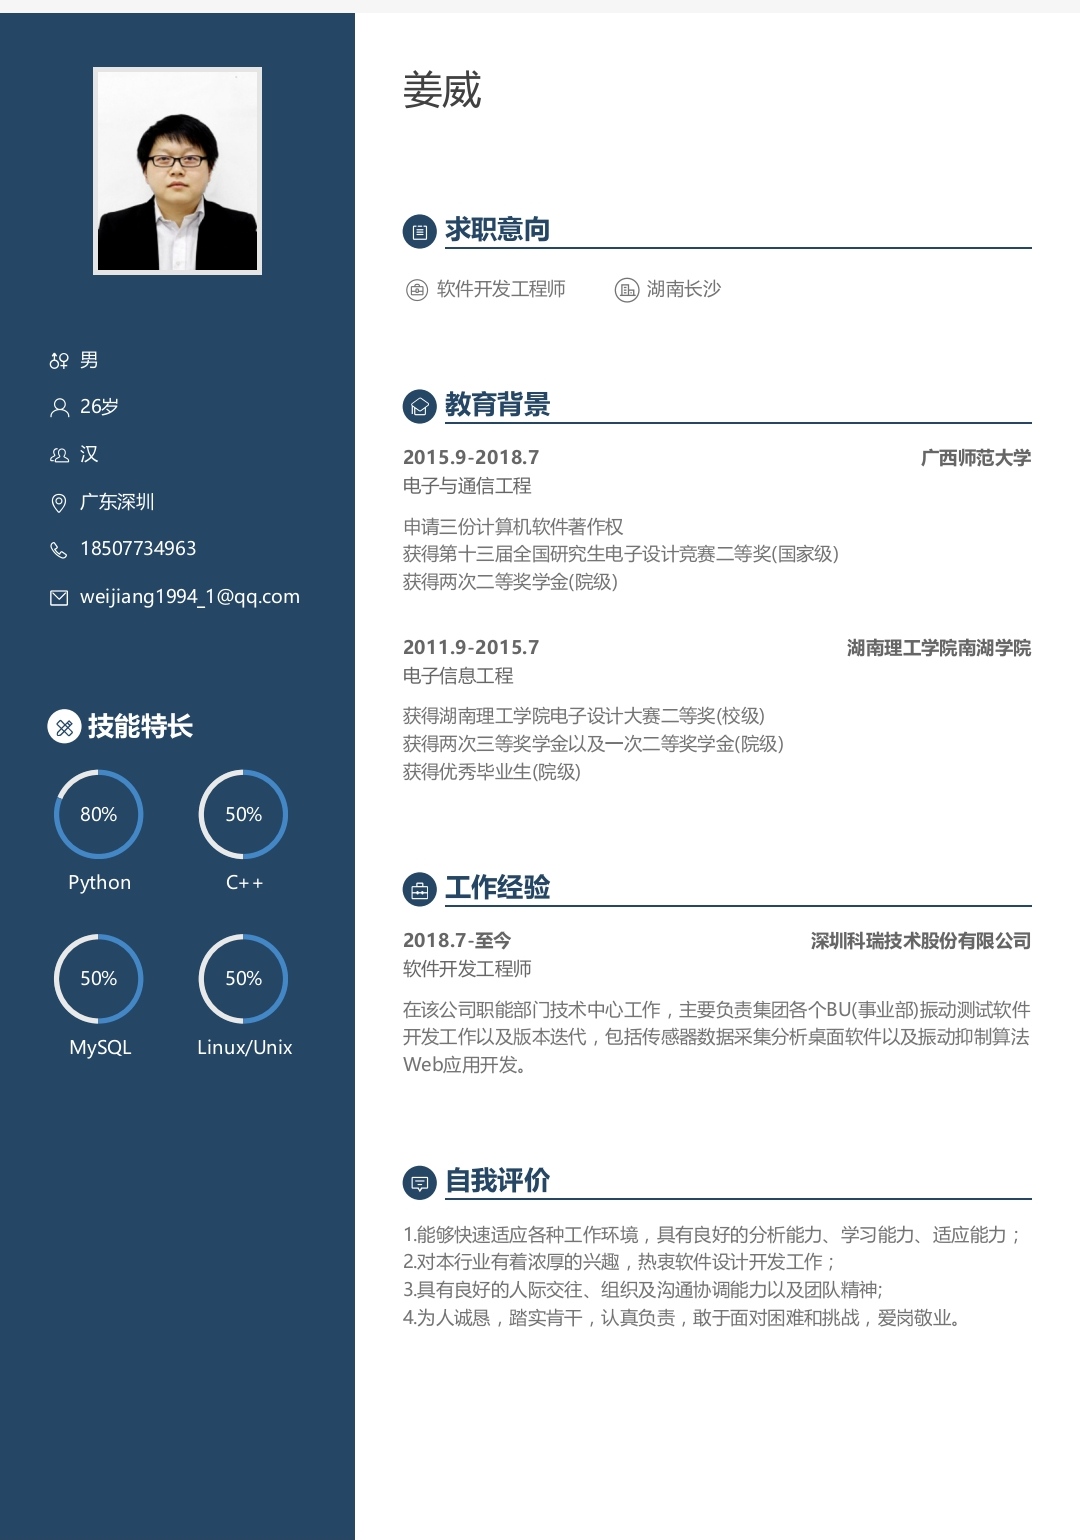 姜威
男
26岁
汉
广东深圳
18507734963
weijiang1994_1@qq.com
技能特长
80%
50%
Python
C++
50%
50%
MySQL
Linux/Unix
求职意向
软件开发工程师
湖南长沙
教育背景
2015.9-2018.7 广西师范大学
电子与通信工程
申请三份计算机软件著作权
获得第十三届全国研究生电子设计竞赛二等奖(国家级)
获得两次二等奖学金(院级)
2011.9-2015.7 湖南理工学院南湖学院
电子信息工程
获得湖南理工学院电子设计大赛二等奖(校级)
获得两次三等奖学金以及一次二等奖学金(院级)
获得优秀毕业生(院级)
工作经验
2018.7-至今 深圳科瑞技术股份有限公司
软件开发工程师
在该公司职能部门技术中心工作，主要负责集团各个BU(事业部)振动测试软件
开发工作以及版本迭代，包括传感器数据采集分析桌面软件以及振动抑制算法
Web应用开发。
自我评价
1.能够快速适应各种工作环境，具有良好的分析能力、学习能力、适应能力；
2.对本行业有着浓厚的兴趣，热衷软件设计开发工作；
3.具有良好的人际交往、组织及沟通协调能力以及团队精神;
4.为人诚恳，踏实肯干，认真负责，敢于面对困难和挑战，爱岗敬业。